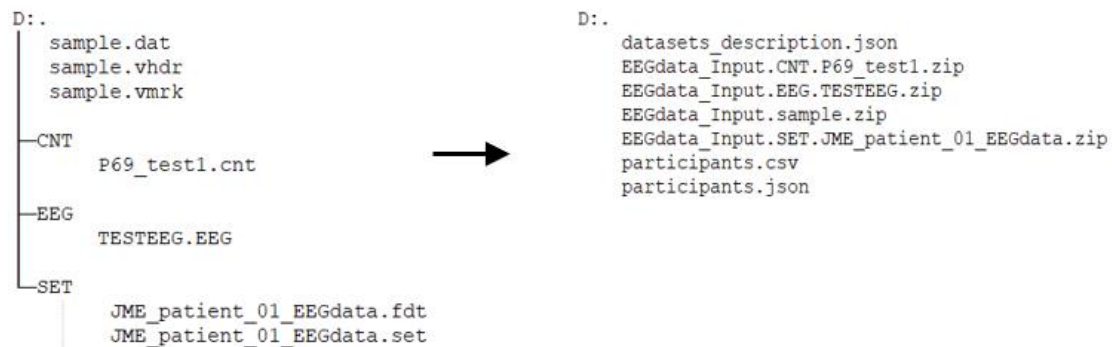 D:.
sample.dat
sample.vhdr
sample.vmrk
CNT
P69_test1.cnt
EEG
TESTEEG.EEG
SET
JME_patient_01_EEGdata.fdt
JME_patient_01_EEGdata.set
D:.
datasets_description.json
EEGdata_Input.CNT.P69_test1.zip
EEGdata_Input.EEG.TESTEEG.zip
EEGdata_Input.sample.zip
EEGdata_Input.SET.JME_patient_01_EEGdata.zip
participants.csv
participants.json